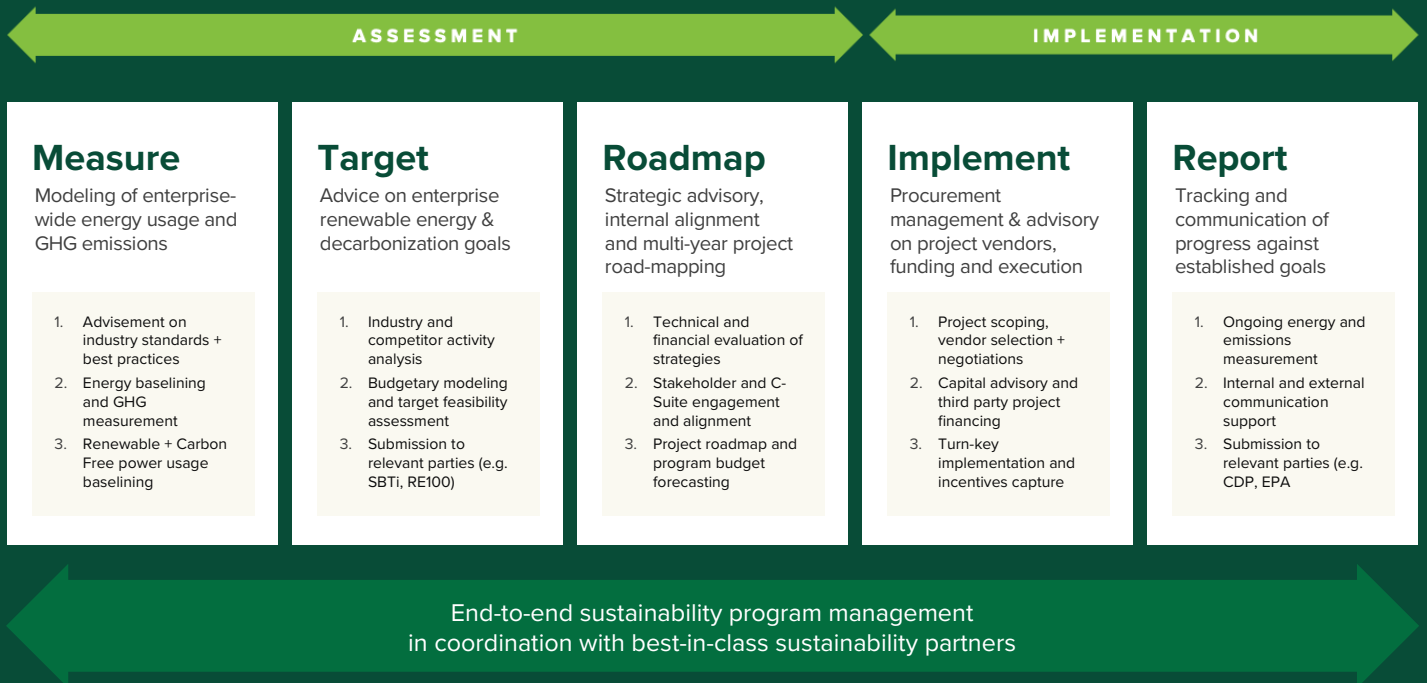 ASSESSMENT
IMPLEMENTATION
Measure
Modeling of enterprise-
wide energy usage and
GHG emissions
1. Advisement on
industry standards +
best practices
2. Energy baselining
and GHG
measurement
3. Renewable + Carbon
Free power usage
baselining
Target
Advice on enterprise
renewable energy &
decarbonization goals
1. Industry and
competitor activity
analysis
2. Budgetary modeling
and target feasibility
assessment
3. Submission to
relevant parties (e.g.
SBTi, RE100)
Roadmap
Strategic advisory,
internal alignment
and multi-year project
road-mapping
1. Technical and
financial evaluation of
strategies
2. Stakeholder and C-
Suite engagement
and alignment
3. Project roadmap and
program budget
forecasting
Implement
Procurement
management & advisory
on project vendors,
funding and execution
1. Project scoping,
vendor selection +
negotiations
2. Capital advisory and
third party project
financing
3. Turn-key
implementation and
incentives capture
Report
Tracking and
communication of
progress against
established goals
1. Ongoing energy and
emissions
measurement
2. Internal and external
communication
support
3. Submission to
relevant parties (e.g.
CDP, EPA
End-to-end sustainability program management
in coordination with best-in-class sustainability partners